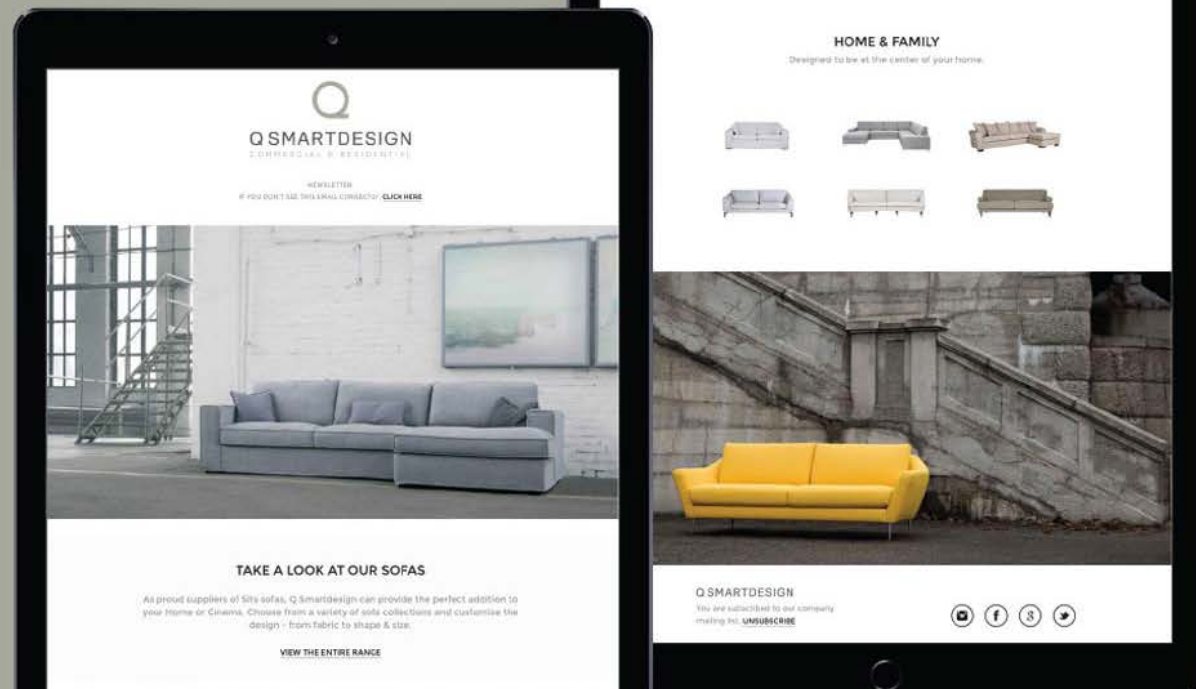 Q SMARTDESIGN
COMMERCIAL & RESIDENTIAL
NEWSLETTER
IF YOU DON'T SEE THIS EMAIL CORRECTLY, CLICK HERE
TAKE A LOOK AT OUR SOFAS
As proud suppliers of Sits sofas, Q Smartdesign can provide the perfect addition to
your Home or Cinema. Choose from a variety of sofa collections and customise the
design - from fabric to shape & size.
VIEW THE ENTIRE RANGE
HOME & FAMILY
Designed to be at the center of your home.
Q SMARTDESIGN
You are subscribed to our company
mailing list. UNSUBSCRIBE